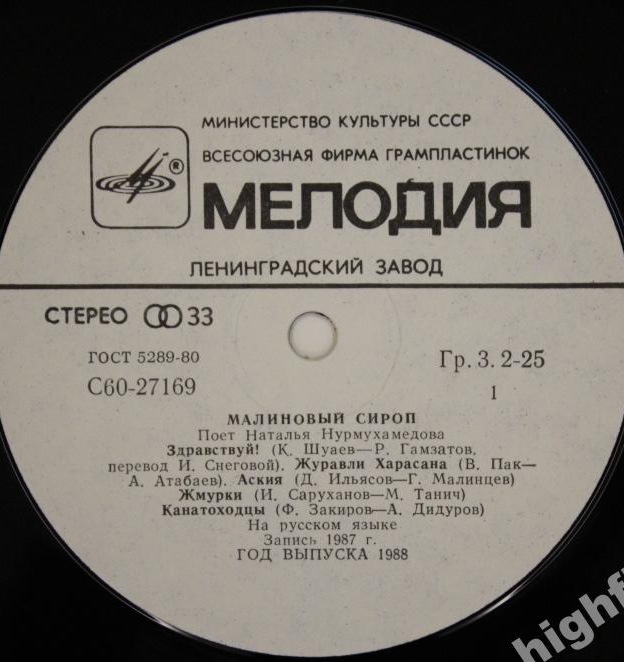 МИНИСТЕРСТВО КУЛЬТУРЫ СССР
ВСЕСОЮЗНАЯ ФИРМА ГРАМПЛАСТИНОК
®
МЕЛОДИЯ
ЛЕНИНГРАДСКИЙ ЗАВОД
СТЕРЕО 33
ГОСТ 5289-80
Гр. 3. 2-25
С60-27169
1
МАЛИНОВЫЙ СИРОП
Поет Наталья Нурмухамедова
Здравствуй! (К. Шуаев—Р. Гамзатов,
перевод И. Снеговой). Журавли Харасана (В. Пак—
А. Атабаев). Аския (Д. Ильясов—Г. Малинцев)
Жмурки (И. Саруханов—М. Танич)
Канатоходцы (Ф. Закиров—А. Дидуров)
На русском языке
Запись 1987 г.
ГОД ВЫПУСКА 1988